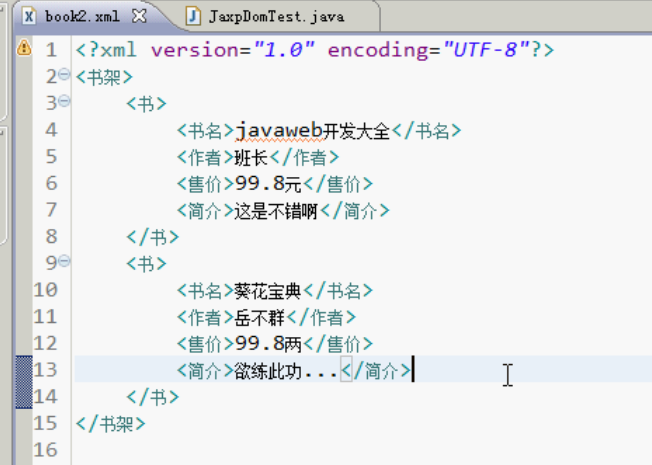 book2.xml JaxpDomTest.java
1 <?xml version="1.0" encoding="UTF-8"?>
2 <书架>
3 <书>
4 <书名>javaweb开发大全</书名>
5 <作者>班长</作者>
6 <售价>99.8元</售价>
7 <简介>这是不错啊</简介>
8 </书>
9 <书>
10 <书名>葵花宝典</书名>
11 <作者>岳不群</作者>
12 <售价>99.8两</售价>
13 <简介>欲练此功...</简介>
14 </书>
15 </书架>
16